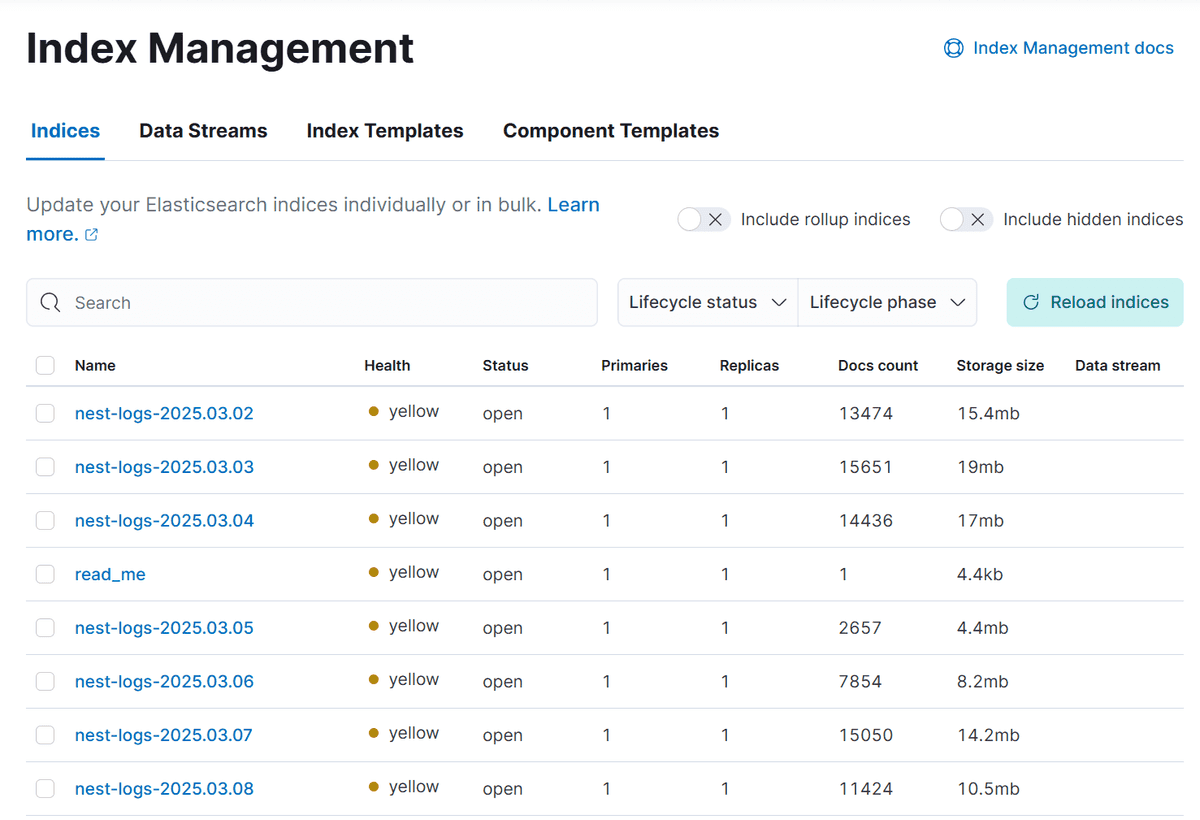 Index Management
Index Management docs
Indices Data Streams Index Templates Component Templates
Update your Elasticsearch indices individually or in bulk. Learn
more.
Include rollup indices Include hidden indices
Search Lifecycle status Lifecycle phase Reload indices
Name Health Status Primaries Replicas Docs count Storage size Data stream
nest-logs-2025.03.02 yellow open 1 1 13474 15.4mb
nest-logs-2025.03.03 yellow open 1 1 15651 19mb
nest-logs-2025.03.04 yellow open 1 1 14436 17mb
read_me yellow open 1 1 1 4.4kb
nest-logs-2025.03.05 yellow open 1 1 2657 4.4mb
nest-logs-2025.03.06 yellow open 1 1 7854 8.2mb
nest-logs-2025.03.07 yellow open 1 1 15050 14.2mb
nest-logs-2025.03.08 yellow open 1 1 11424 10.5mb